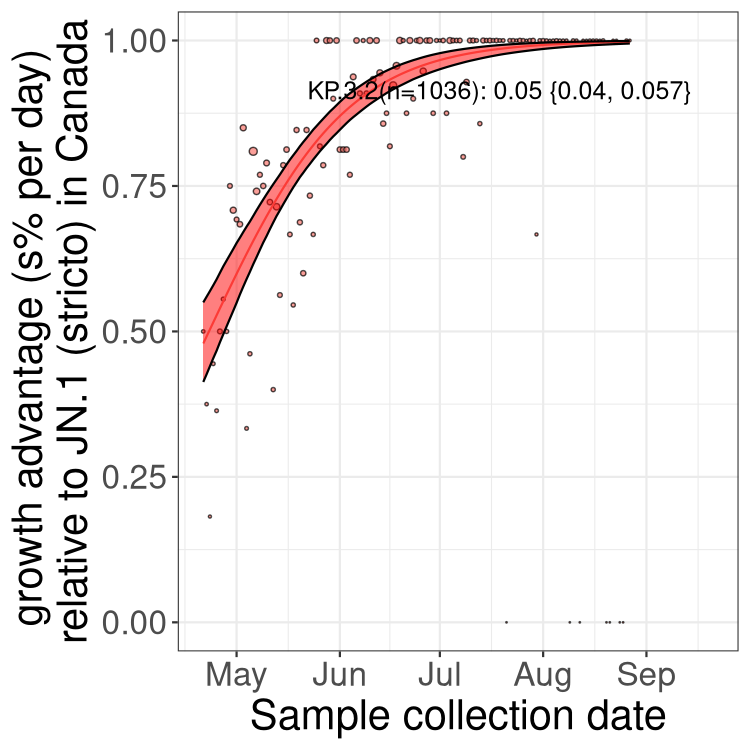 growth advantage (s% per day)
relative to JN.1 (stricto) in Canada
1.00
0.75
0.50
0.25
0.00
KP.3.2(n=1036): 0.05 {0.04, 0.057}
May Jun Jul Aug Sep
Sample collection date